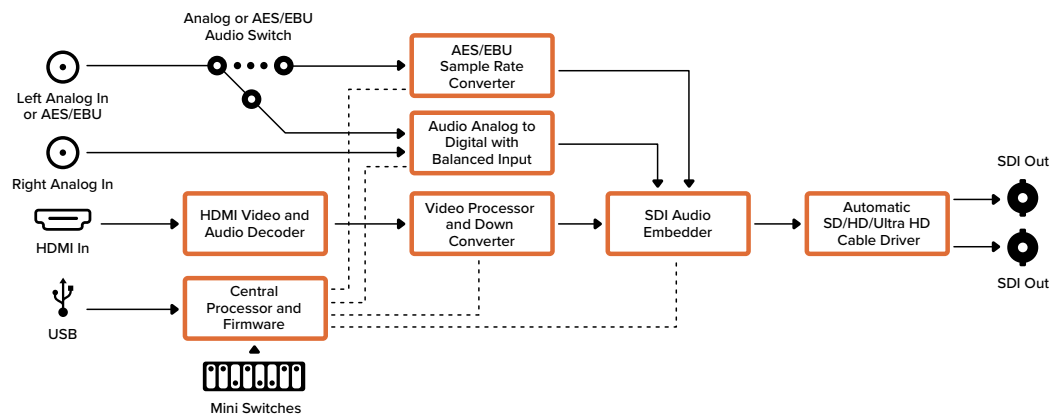 Analog or AES/EBU
Audio Switch
Left Analog In
or AES/EBU
AES/EBU
Sample Rate
Converter
Right Analog In
Audio Analog to
Digital with
Balanced Input
HDMI In
HDMI Video and
Audio Decoder
Video Processor
and Down
Converter
SDI Audio
Embedder
Automatic
SD/HD/Ultra HD
Cable Driver
SDI Out
SDI Out
USB
Central
Processor and
Firmware
Mini Switches